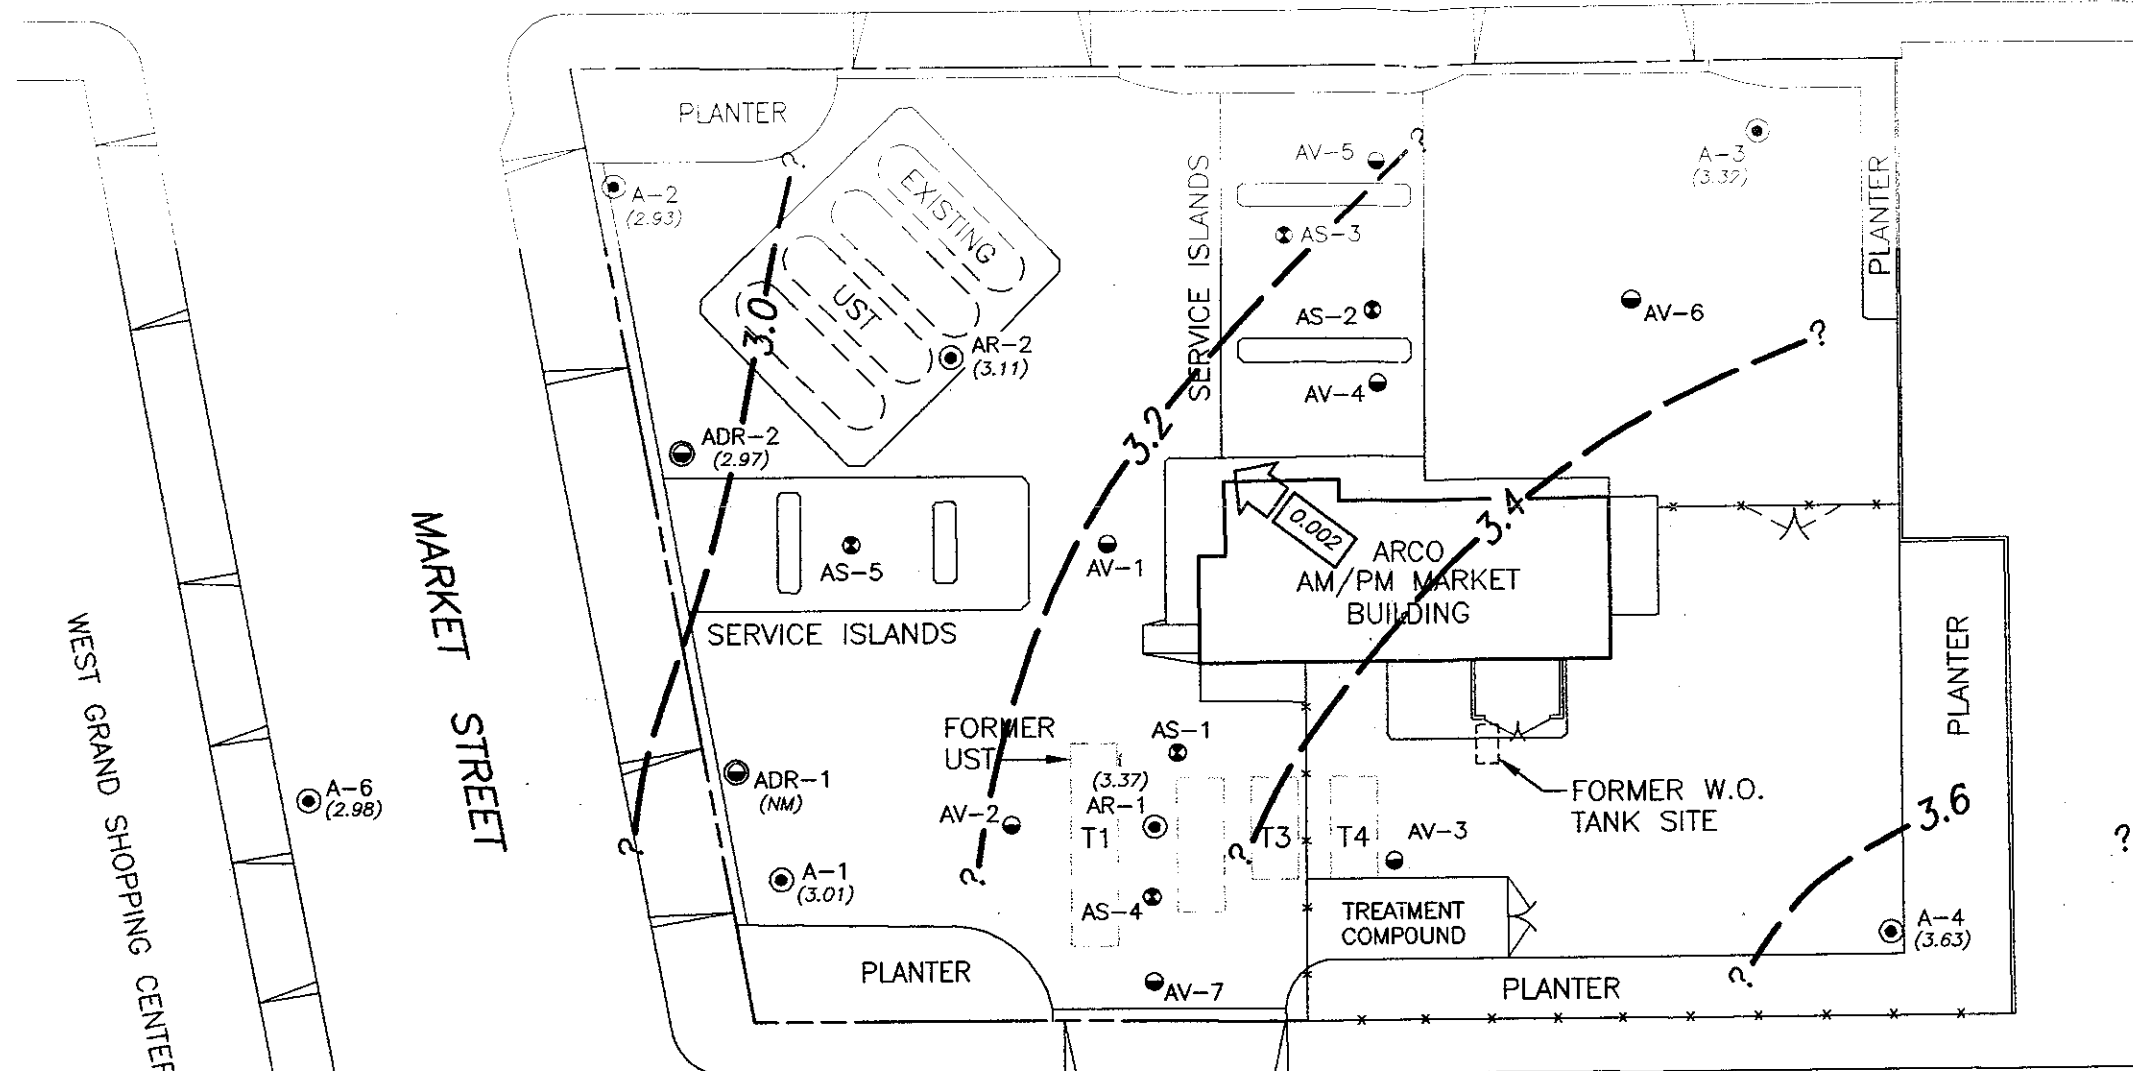 PLANTER
?
?
AV-5
A-3
(3.32)
A-2
(2.93)
EXISTING
UST
SERVICE ISLANDS
PLANTER
AS-3
3.0
AS-2
AV-6
AR-2
(3.11)
?
AV-4
ADR-2
(2.97)
3.2
3.4
0.002
MARKET STREET
AS-5
AV-1
ARCO
AM/PM MARKET
BUILDING
SERVICE ISLANDS
WEST GRAND SHOPPING CENTER
PLANTER
FORMER
UST
AS-1
(3.37)
AR-1
ADR-1
(NM)
A-6
(2.98)
AV-2
T1
T3
T4
AV-3
FORMER W.O.
TANK SITE
3.6
?
?
?
?
A-1
(3.01)
AS-4
TREATMENT
COMPOUND
A-4
(3.63)
PLANTER
AV-7
PLANTER
?